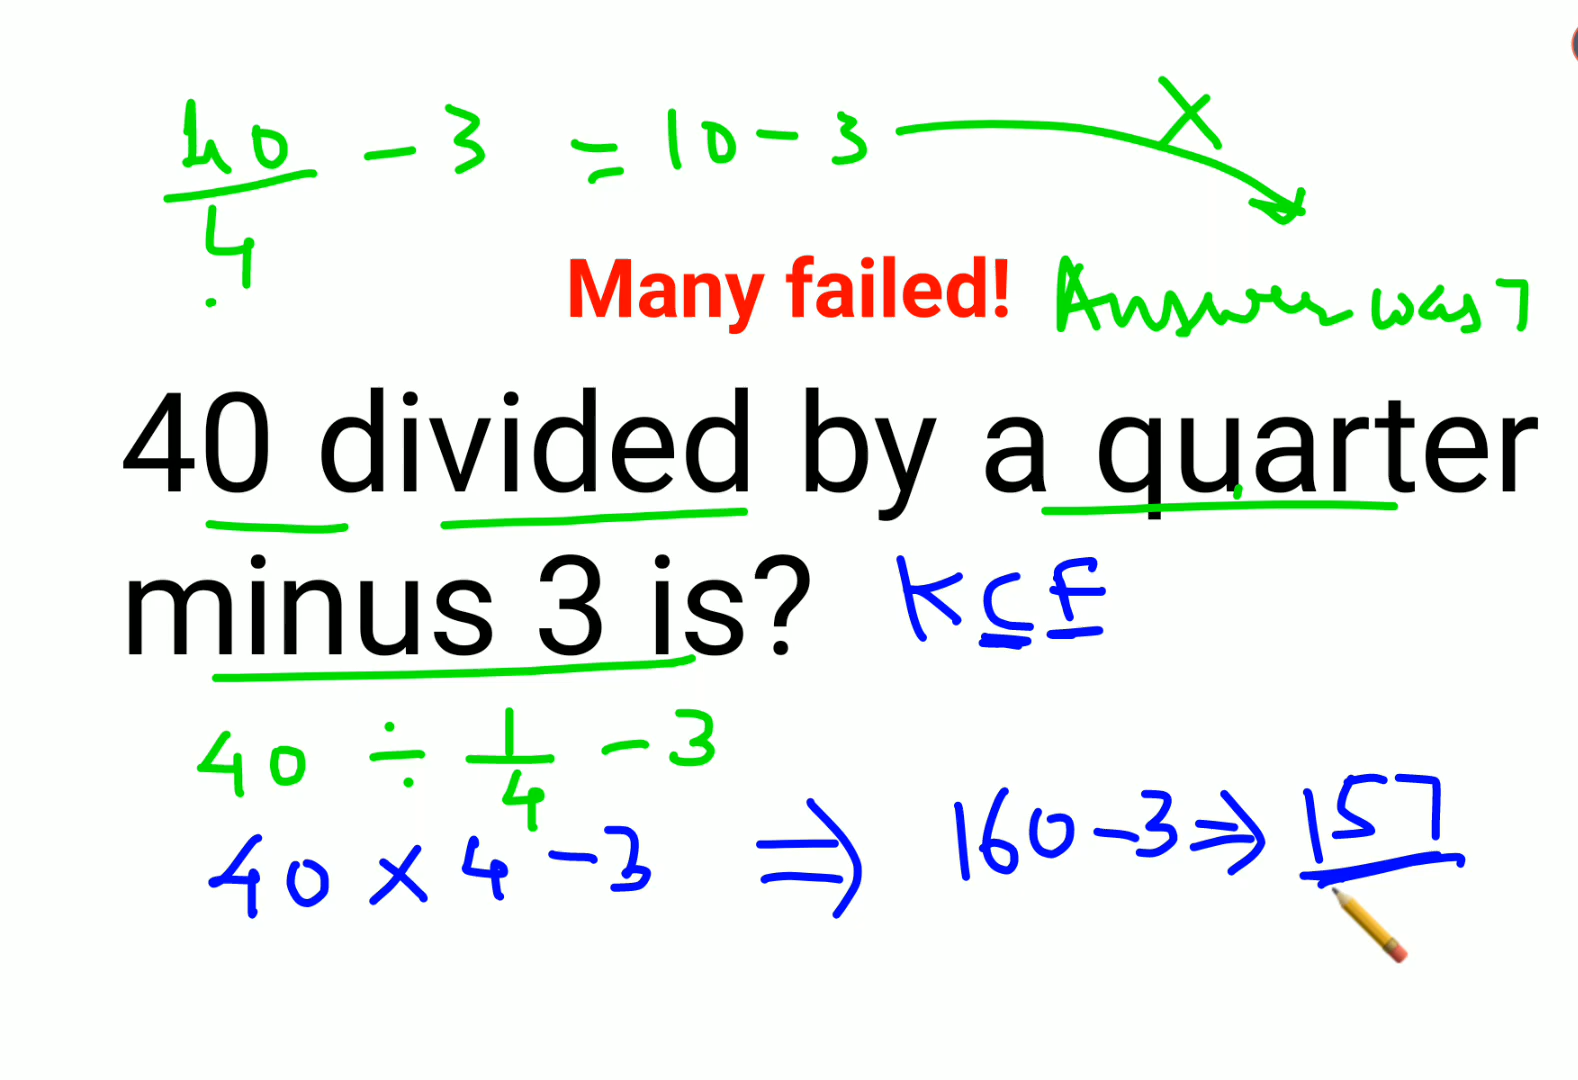 40/4 - 3 = 10 - 3 X
Many failed! Answer was 7
40 divided by a quarter
minus 3 is? KCF
40 ÷ 1/4 - 3
40 × 4 - 3 ⇒ 160 - 3 ⇒ 157